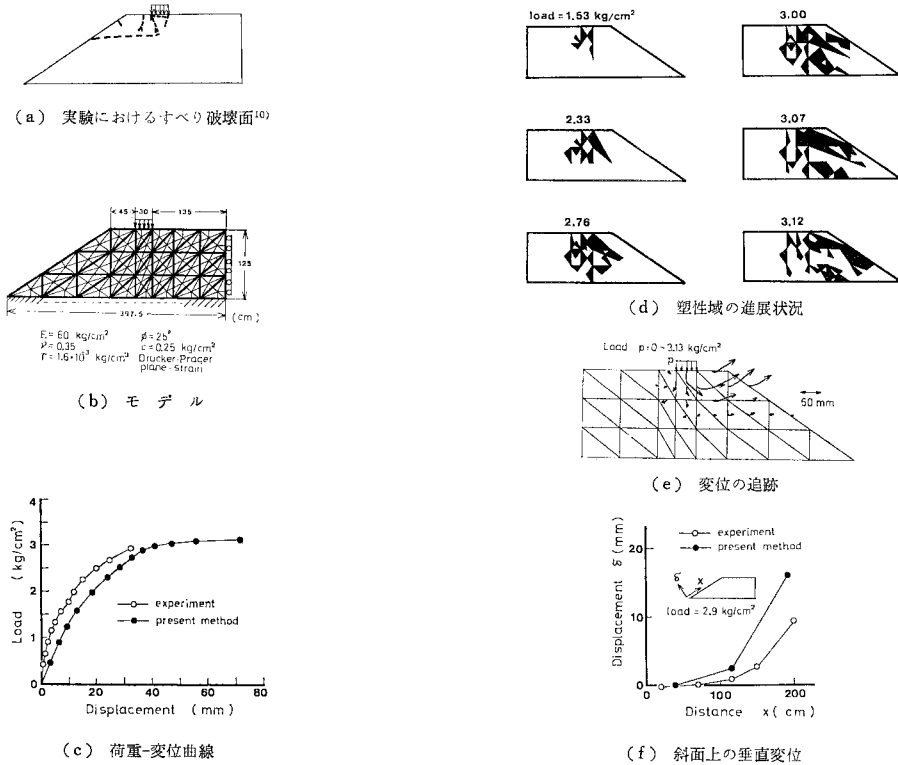 (a) 実験におけるすべり破壊面¹⁰⁾
45 30 135
125
397.5
(cm)
E = 60 kg/cm² φ = 25°
ν = 0.35 c = 0.25 kg/cm²
γ = 1.6×10⁻³ kg/cm³ Drucker-Prager
plane-strain
(b) モデル
Load (kg/cm²)
4
3
2
1
0
experiment
present method
0 20 40 60 80
Displacement (mm)
(c) 荷重-変位曲線
load = 1.53 kg/cm² 3.00
2.33 3.07
2.76 3.12
(d) 塑性域の進展状況
Load p=0~3.13 kg/cm²
P
50 mm
(e) 変位の追跡
Displacement δ (mm)
20
10
0
experiment
present method
δ x
load = 2.9 kg/cm²
0 100 200
Distance x (cm)
(f) 斜面上の垂直変位